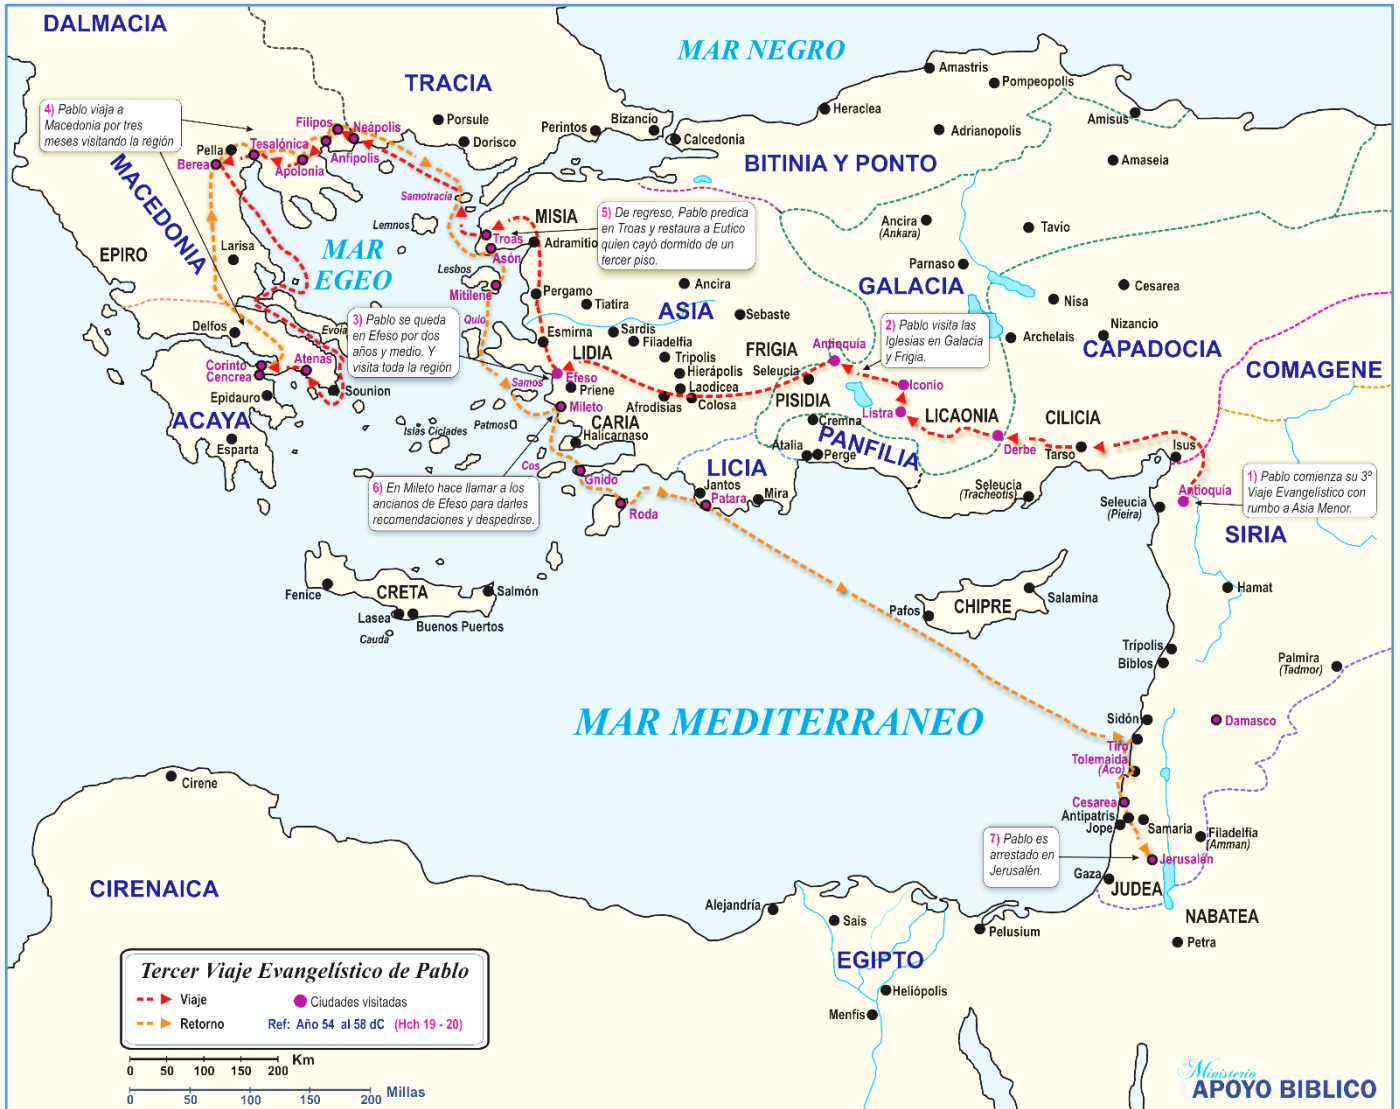 DALMACIA
MAR NEGRO
TRACIA
Amastris
Pompeopolis
Heraclea
Amisus
4) Pablo viaja a
Macedonia por tres
meses visitando la región
Filipos
Neápolis
Porsule
Perintos
Bizancio
Calcedonia
Adrianopolis
Dorisco
Tesalónica
Anfípolis
Pella
Berea
Apolonia
BITINIA Y PONTO
Amaseia
MACEDONIA
Samotracia
Lemnos
MISIA
5) De regreso, Pablo predica
en Troas y restaura a Eutico
quien cayó dormido de un
tercer piso.
Ancira
(Ankara)
Tavio
Troas
Adramitio
Asón
EPIRO
Larisa
MAR
EGEO
Lesbos
Parnaso
GALACIA
Mitilene
Pergamo
Ancira
Cesarea
Nisa
Tiatira
ASIA
Sebaste
Quio
3) Pablo se queda
en Efeso por dos
años y medio. Y
visita toda la región
Evoia
Delfos
Esmirna
Sardis
Filadelfia
2) Pablo visita las
Iglesias en Galacia
y Frigia.
Archelais
Nizancio
CAPADOCIA
LIDIA
Tripolis
FRIGIA
Antioquía
Hierápolis
Seleucia
Corinto
Cencrea
Atenas
Samos
Efeso
Priene
Laodicea
Colosa
COMAGENE
Iconio
Sounion
Epidauro
Mileto
Afrodisias
PISIDIA
Listra
LICAONIA
CILICIA
ACAYA
Patmos
CARIA
Cremna
Islas Ciclades
Halicarnaso
Atalia
Perge
PANFILIA
Derbe
Tarso
Isus
Esparta
Cos
Gnido
LICIA
6) En Mileto hace llamar a los
ancianos de Efeso para darles
recomendaciones y despedirse.
Jantos
Mira
Patara
Roda
Seleucia
(Tracheotis)
Antioquía
1) Pablo comienza su 3º
Viaje Evangelístico con
rumbo a Asia Menor.
Seleucia
(Pieira)
SIRIA
Fenice
CRETA
Salmón
Lasea
Buenos Puertos
Cauda
Hamat
Salamina
CHIPRE
Pafos
Trípolis
Biblos
Palmira
(Tadmor)
MAR MEDITERRANEO
Sidón
Damasco
Tiro
Tolemaida
(Aco)
Cirene
Cesarea
Antipatris
Jope
Samaria
Filadelfia
(Amman)
7) Pablo es
arrestado en
Jerusalén.
Jerusalén
Gaza
JUDEA
CIRENAICA
Alejandría
Sais
NABATEA
Pelusium
Petra
EGIPTO
Heliópolis
Menfis
Tercer Viaje Evangelístico de Pablo
Viaje
Ciudades visitadas
Retorno
Ref: Año 54 al 58 dC (Hch 19 - 20)
Km
0 50 100 150 200
Millas
0 50 100 150 200
Ministerio
APOYO BIBLICO